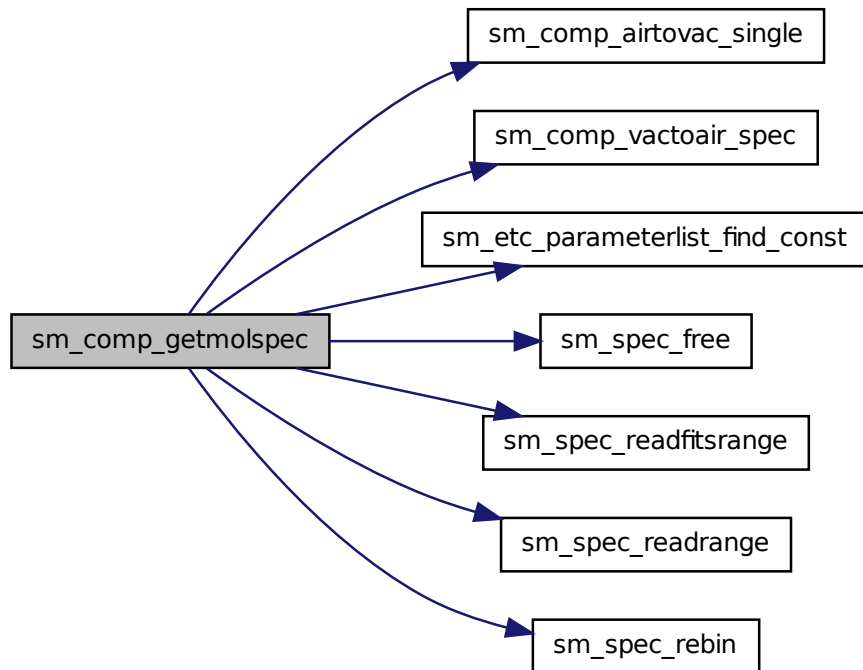 sm_comp_airtovac_single
sm_comp_vactoair_spec
sm_etc_parameterlist_find_const
sm_comp_getmolspec
sm_spec_free
sm_spec_readfitsrange
sm_spec_readrange
sm_spec_rebin